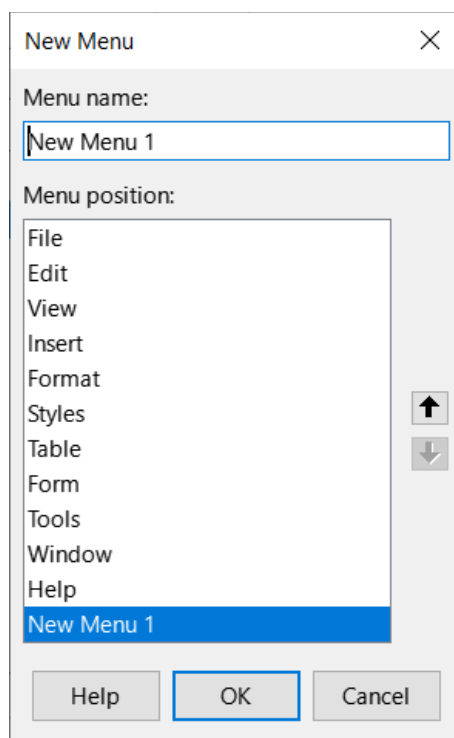 New Menu
Menu name:
New Menu 1
Menu position:
File
Edit
View
Insert
Format
Styles
Table
Form
Tools
Window
Help
New Menu 1
Help OK Cancel